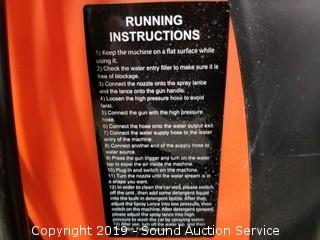 RUNNING
INSTRUCTIONS
1) Keep the machine on a flat surface while
using it.
2) Check the water entry filler to make sure it is
free of blockage.
3) Connect the nozzle onto the spray lance
and the lance onto the gun handle.
4) Loosen the high pressure hose to avoid
twist.
5) Connect the gun with the high pressure
hose.
6) Connect the hose onto the water output exit
7) Connect the water supply hose to the water
entry of the machine.
8) Connect another end of the supply hose to
water source.
9) Press the gun trigger and turn on the water
tap to expel the air inside the machine.
10) Plug in and switch on the machine.
11) Turn the nozzle until the water stream is in
a shape you want.
12) In order to clean the car well, please switch
off the unit, then add some detergent liquid
into the built-in detergent bottle. After that,
adjust the Spray Lance into low pressure, then
switch on the machine. After detergent sprayed,
please adjust the spray lance into high
pressure to wash the car by spraying water.
13) After use,
Copyright 2019 - Sound Auction Service